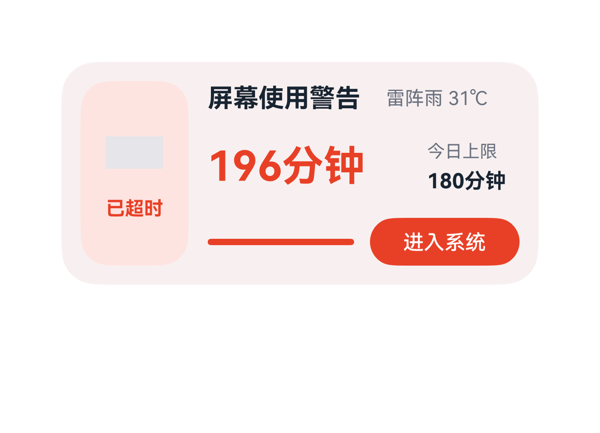 已超时
屏幕使用警告
雷阵雨 31℃
196分钟
今日上限
180分钟
进入系统